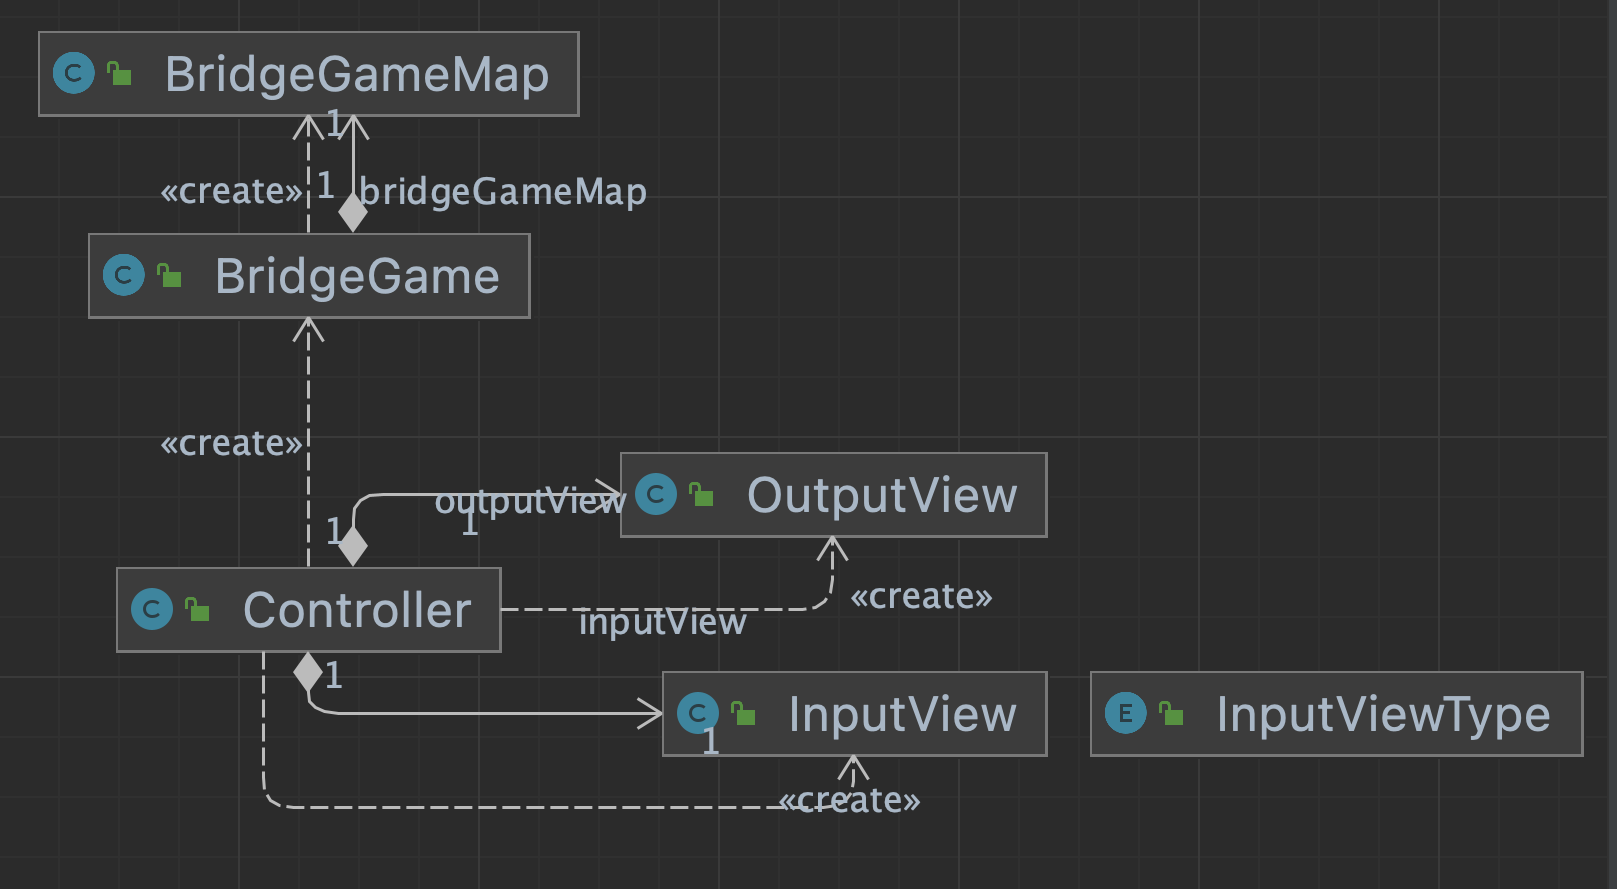 C BridgeGameMap
1
«create» 1 bridgeGameMap
C BridgeGame
«create»
outputView
1
1
C OutputView
C Controller
«create»
inputView
1
C InputView
1
E InputViewType
«create»